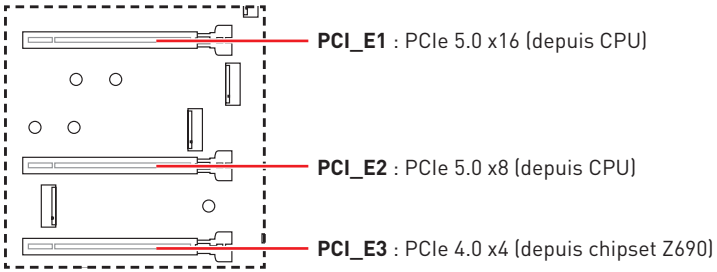 PCI_E1 : PCIe 5.0 x16 (depuis CPU)
PCI_E2 : PCIe 5.0 x8 (depuis CPU)
PCI_E3 : PCIe 4.0 x4 (depuis chipset Z690)